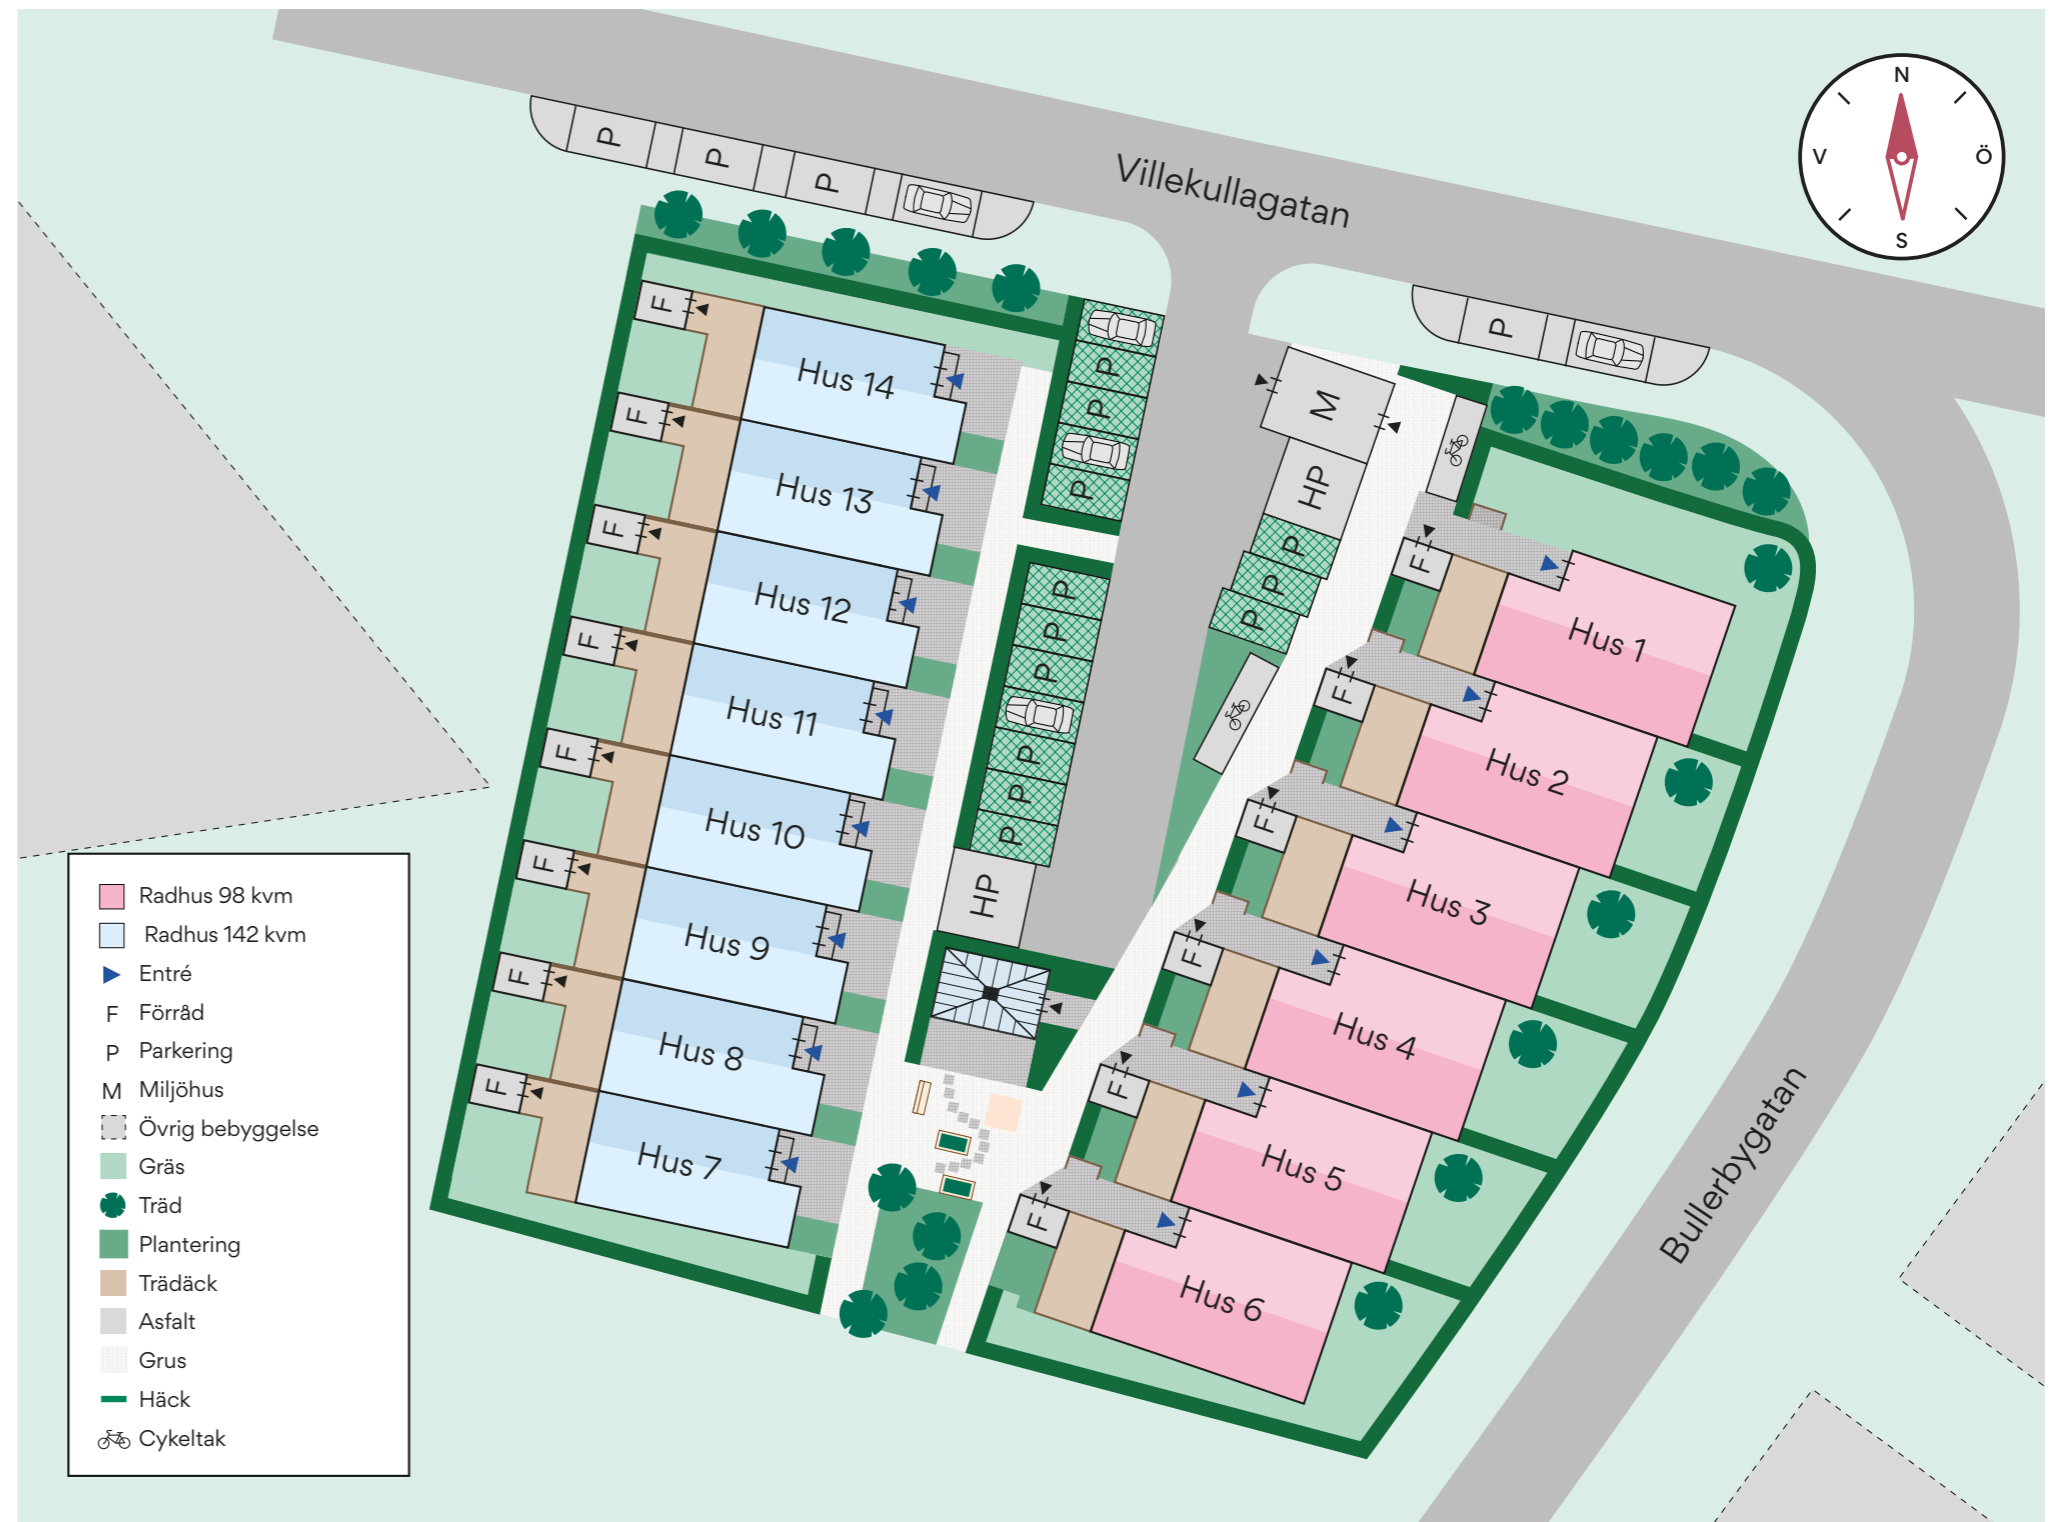 N
V
Ö
S
Villekullagatan
Bullerbygatan
P
P
P
P
F
F
F
F
F
F
F
F
Hus 14
Hus 13
Hus 12
Hus 11
Hus 10
Hus 9
Hus 8
Hus 7
P
P
P
P
P
P
P
P
P
HP
M
HP
P
P
P
F
F
F
F
F
F
Hus 1
Hus 2
Hus 3
Hus 4
Hus 5
Hus 6
Radhus 98 kvm
Radhus 142 kvm
Entré
F Förråd
P Parkering
M Miljöhus
Övrig bebyggelse
Gräs
Träd
Plantering
Trädäck
Asfalt
Grus
Häck
Cykeltak